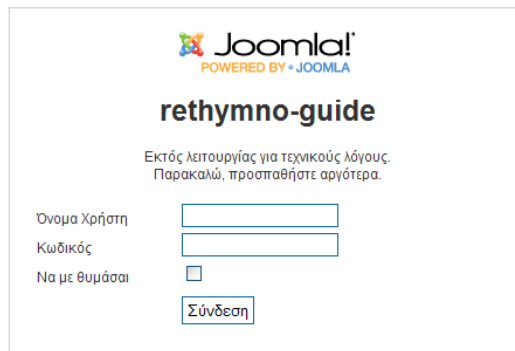 Joomla!
POWERED BY • JOOMLA
rethymno-guide
Εκτός λειτουργίας για τεχνικούς λόγους.
Παρακαλώ, προσπαθήστε αργότερα.
Όνομα Χρήστη
Κωδικός
Να με θυμάσαι
Σύνδεση